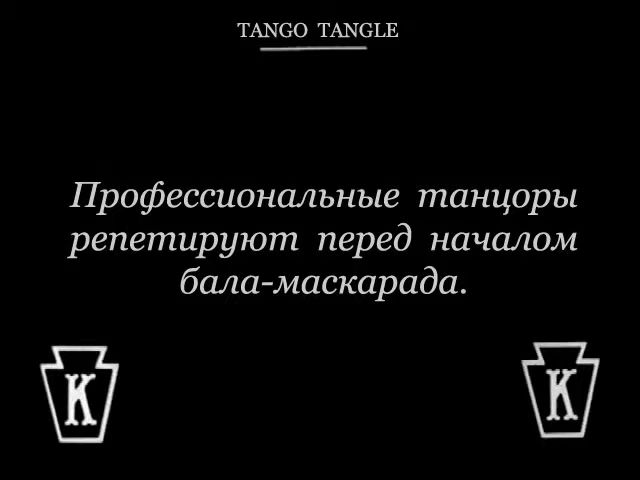 TANGO TANGLE
Профессиональные танцоры
репетируют перед началом
бала-маскарада.
K K